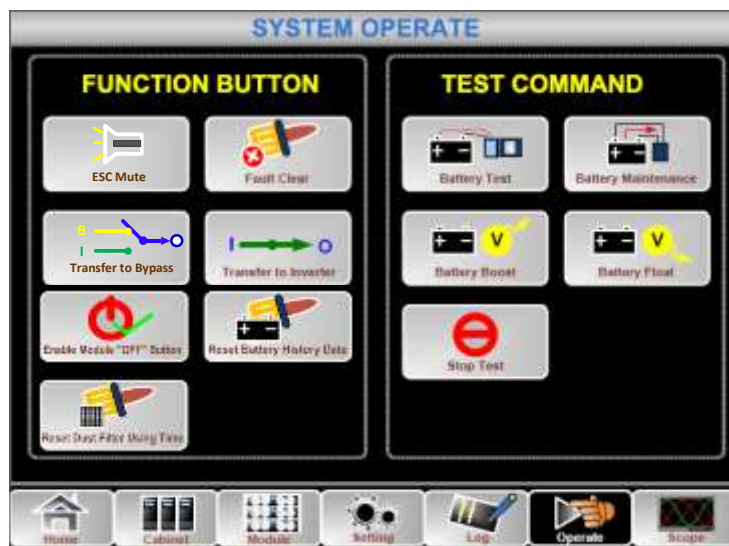 SYSTEM OPERATE
FUNCTION BUTTON
ESC Mute
Fault Clear
B
I
Transfer to Bypass
I O
Transfer to Inverter
Enable Module "OFF" Button
Reset Battery History Data
Reset Dust Filter Using Time
TEST COMMAND
Battery Test
Battery Maintenance
V
Battery Boost
V
Battery Float
Stop Test
Home
Cabinet
Module
Setting
Log
Operate
Scope